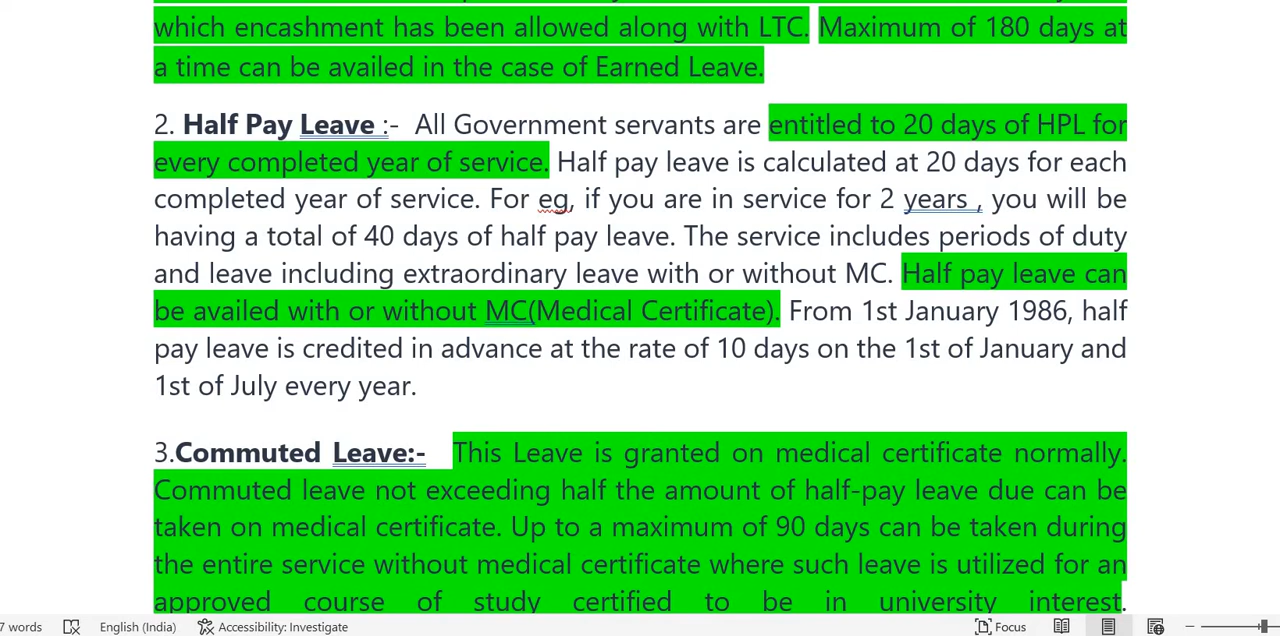 which encashment has been allowed along with LTC. Maximum of 180 days at
a time can be availed in the case of Earned Leave.
2. Half Pay Leave :- All Government servants are entitled to 20 days of HPL for
every completed year of service. Half pay leave is calculated at 20 days for each
completed year of service. For eg, if you are in service for 2 years , you will be
having a total of 40 days of half pay leave. The service includes periods of duty
and leave including extraordinary leave with or without MC. Half pay leave can
be availed with or without MC(Medical Certificate). From 1st January 1986, half
pay leave is credited in advance at the rate of 10 days on the 1st of January and
1st of July every year.
3.Commuted Leave:- This Leave is granted on medical certificate normally.
Commuted leave not exceeding half the amount of half-pay leave due can be
taken on medical certificate. Up to a maximum of 90 days can be taken during
the entire service without medical certificate where such leave is utilized for an
approved course of study certified to be in university interest.
7 words English (India) Accessibility: Investigate Focus